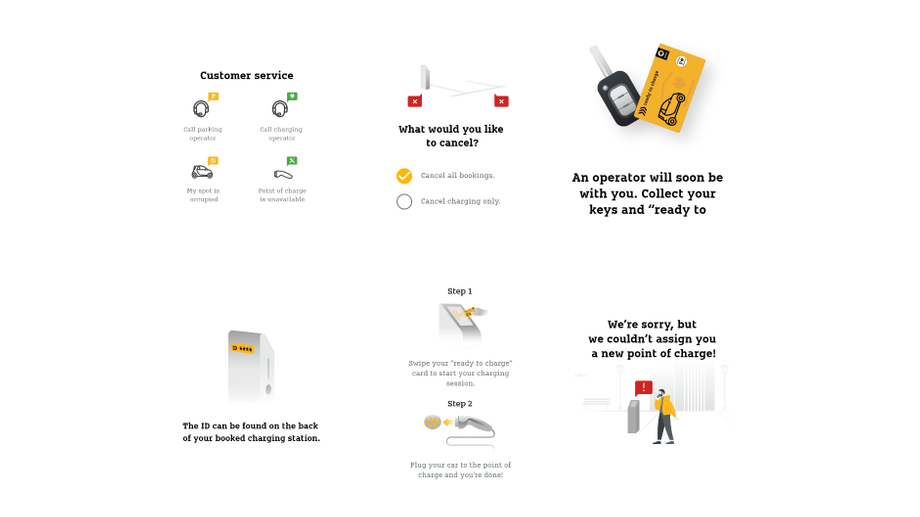 Customer service
Call parking
operator
Call charging
operator
My spot is
occupied
Point of charge
is unavailable
What would you like
to cancel?
Cancel all bookings.
Cancel charging only.
ready to charge
An operator will soon be
with you. Collect your
keys and “ready to
ID ****
The ID can be found on the back
of your booked charging station.
Step 1
Swipe your “ready to charge”
card to start your charging
session.
Step 2
Plug your car to the point of
charge and you’re done!
We’re sorry, but
we couldn’t assign you
a new point of charge!